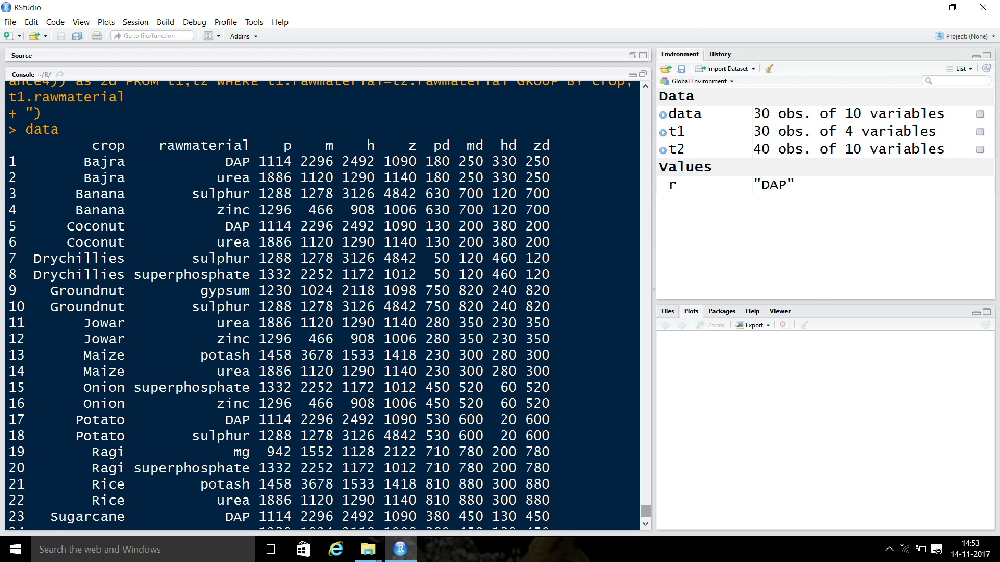 RStudio
File Edit Code View Plots Session Build Debug Profile Tools Help
Go to file/function Addins Project: (None)
Source
Console ~/R/
ance4)) as zd FROM t1,t2 WHERE t1.rawmaterial=t2.rawmaterial GROUP BY crop,
t1.rawmaterial
+ ")
> data
crop rawmaterial p m h z pd md hd zd
1 Bajra DAP 1114 2296 2492 1090 180 250 330 250
2 Bajra urea 1886 1120 1290 1140 180 250 330 250
3 Banana sulphur 1288 1278 3126 4842 630 700 120 700
4 Banana zinc 1296 466 908 1006 630 700 120 700
5 Coconut DAP 1114 2296 2492 1090 130 200 380 200
6 Coconut urea 1886 1120 1290 1140 130 200 380 200
7 Drychillies sulphur 1288 1278 3126 4842 50 120 460 120
8 Drychillies superphosphate 1332 2252 1172 1012 50 120 460 120
9 Groundnut gypsum 1230 1024 2118 1098 750 820 240 820
10 Groundnut sulphur 1288 1278 3126 4842 750 820 240 820
11 Jowar urea 1886 1120 1290 1140 280 350 230 350
12 Jowar zinc 1296 466 908 1006 280 350 230 350
13 Maize potash 1458 3678 1533 1418 230 300 280 300
14 Maize urea 1886 1120 1290 1140 230 300 280 300
15 Onion superphosphate 1332 2252 1172 1012 450 520 60 520
16 Onion zinc 1296 466 908 1006 450 520 60 520
17 Potato DAP 1114 2296 2492 1090 530 600 20 600
18 Potato sulphur 1288 1278 3126 4842 530 600 20 600
19 Ragi mg 942 1552 1128 2122 710 780 200 780
20 Ragi superphosphate 1332 2252 1172 1012 710 780 200 780
21 Rice potash 1458 3678 1533 1418 810 880 300 880
22 Rice urea 1886 1120 1290 1140 810 880 300 880
23 Sugarcane DAP 1114 2296 2492 1090 380 450 130 450
Environment History
Import Dataset List
Global Environment
Data
data 30 obs. of 10 variables
t1 30 obs. of 4 variables
t2 40 obs. of 10 variables
Values
r "DAP"
Files Plots Packages Help Viewer
Zoom Export
Search the web and Windows
14:53
14-11-2017